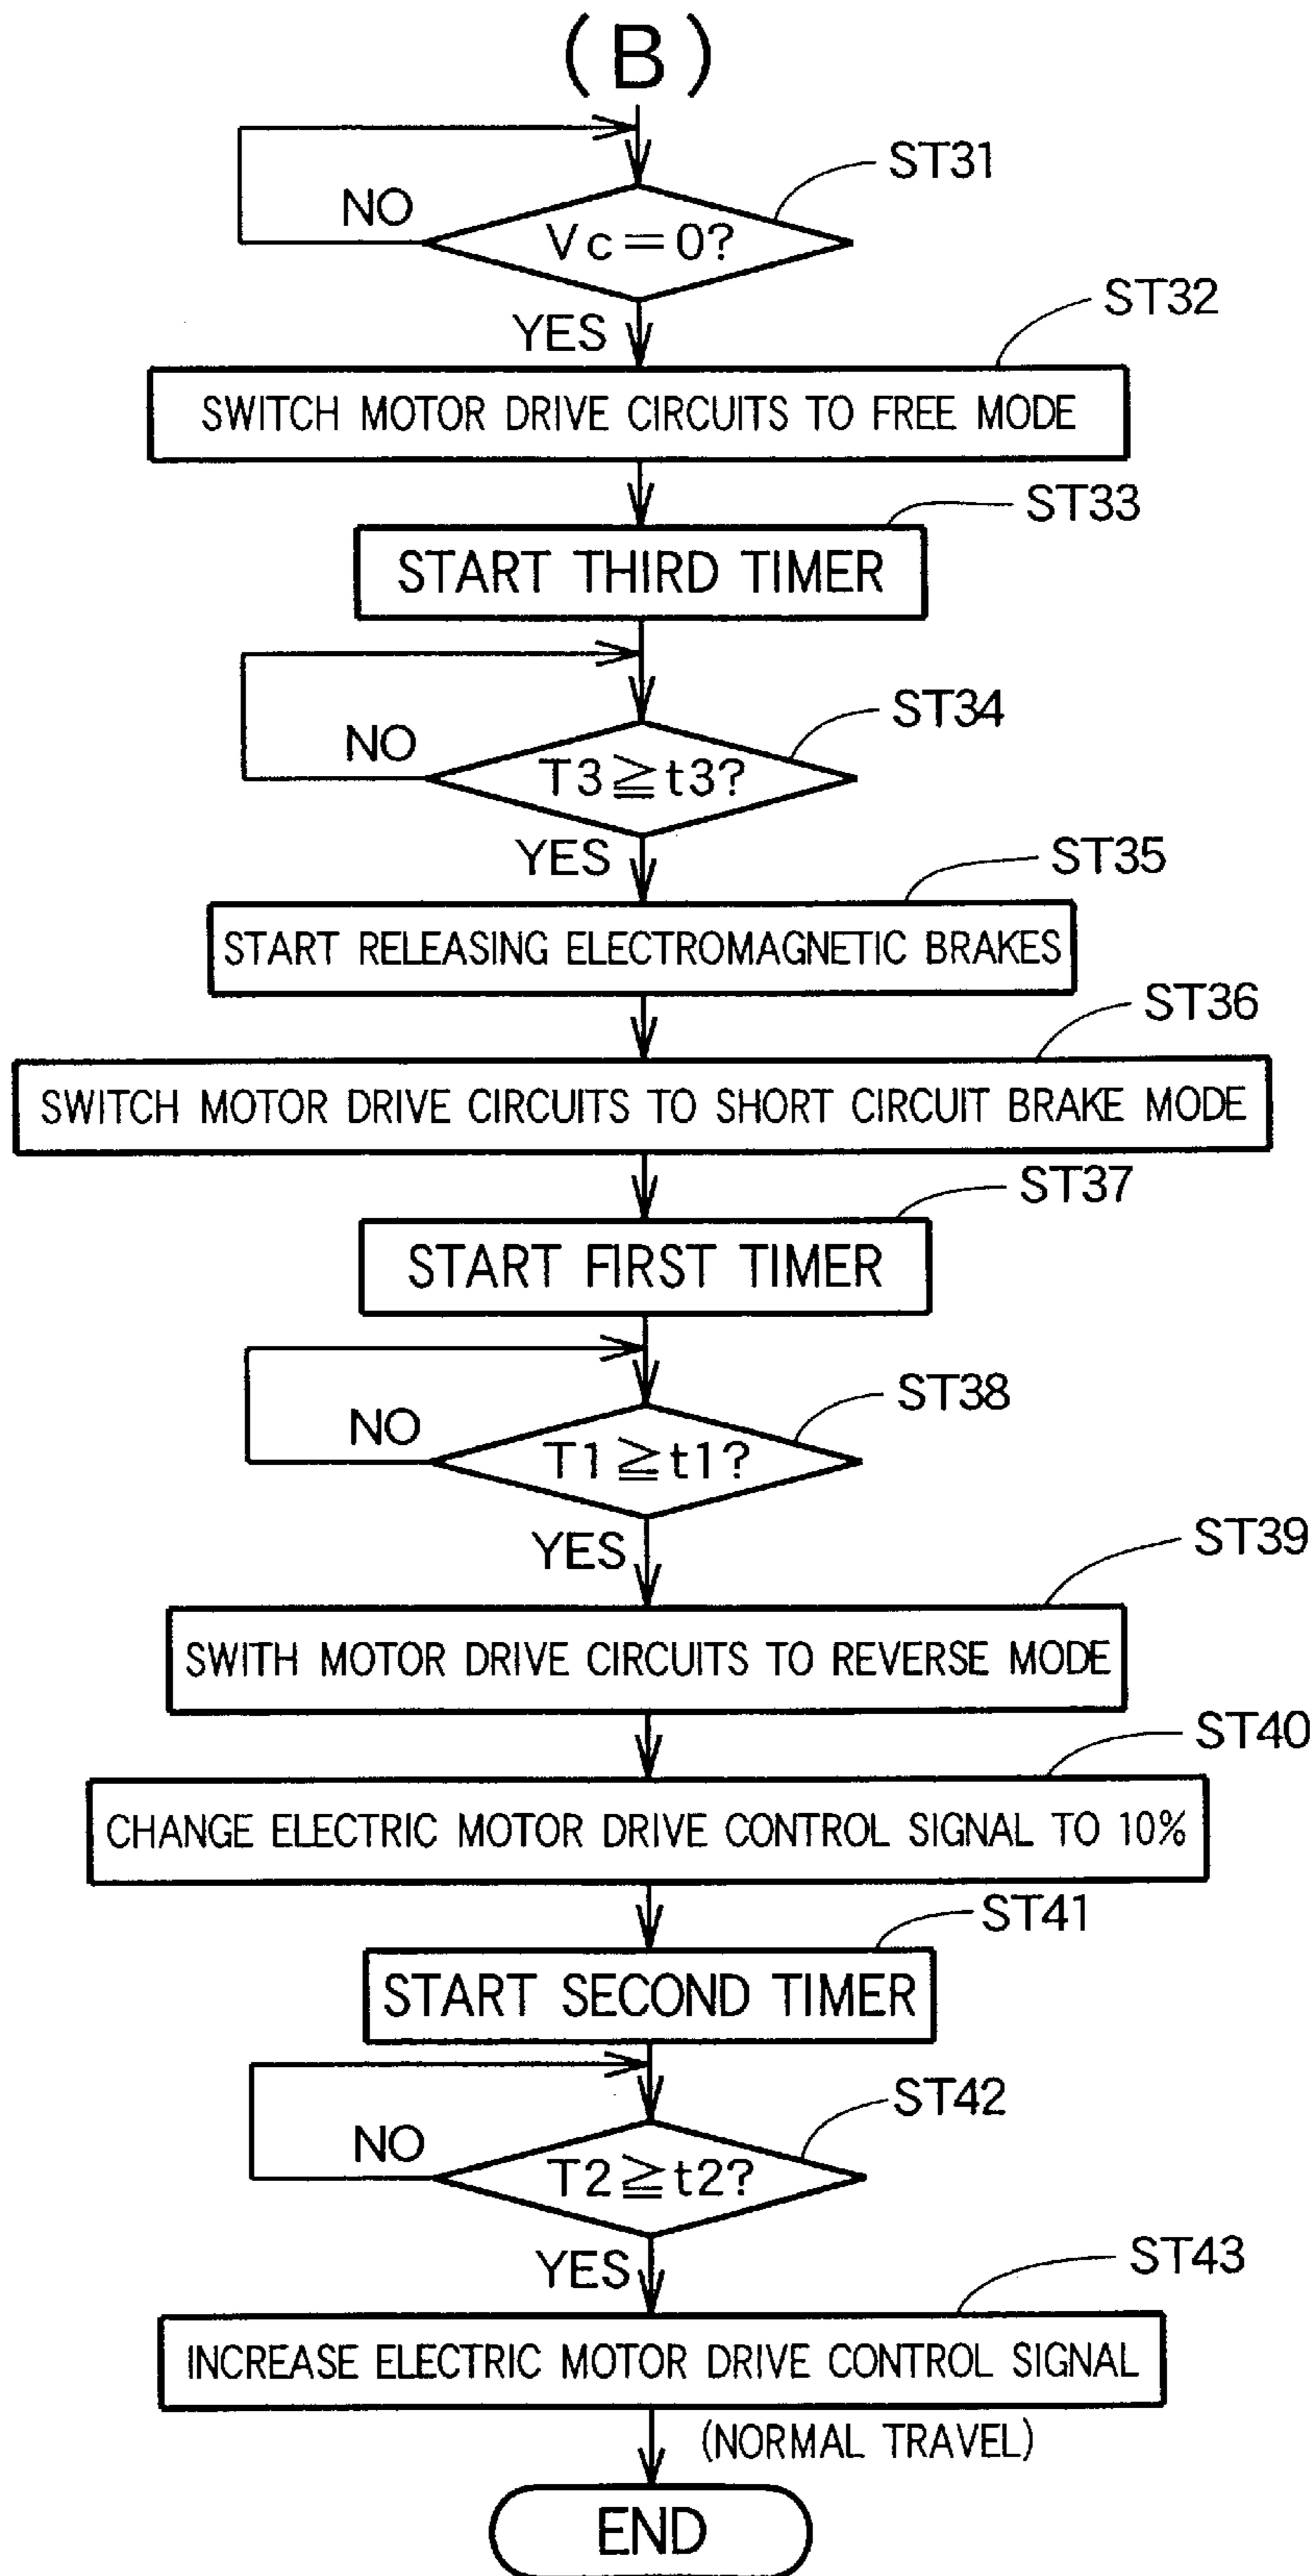 (B)
ST31
NO
Vc=0?
YES
ST32
SWITCH MOTOR DRIVE CIRCUITS TO FREE MODE
ST33
START THIRD TIMER
ST34
NO
T3≧t3?
YES
ST35
START RELEASING ELECTROMAGNETIC BRAKES
ST36
SWITCH MOTOR DRIVE CIRCUITS TO SHORT CIRCUIT BRAKE MODE
ST37
START FIRST TIMER
ST38
NO
T1≧t1?
YES
ST39
SWITH MOTOR DRIVE CIRCUITS TO REVERSE MODE
ST40
CHANGE ELECTRIC MOTOR DRIVE CONTROL SIGNAL TO 10%
ST41
START SECOND TIMER
ST42
NO
T2≧t2?
YES
ST43
INCREASE ELECTRIC MOTOR DRIVE CONTROL SIGNAL
(NORMAL TRAVEL)
END